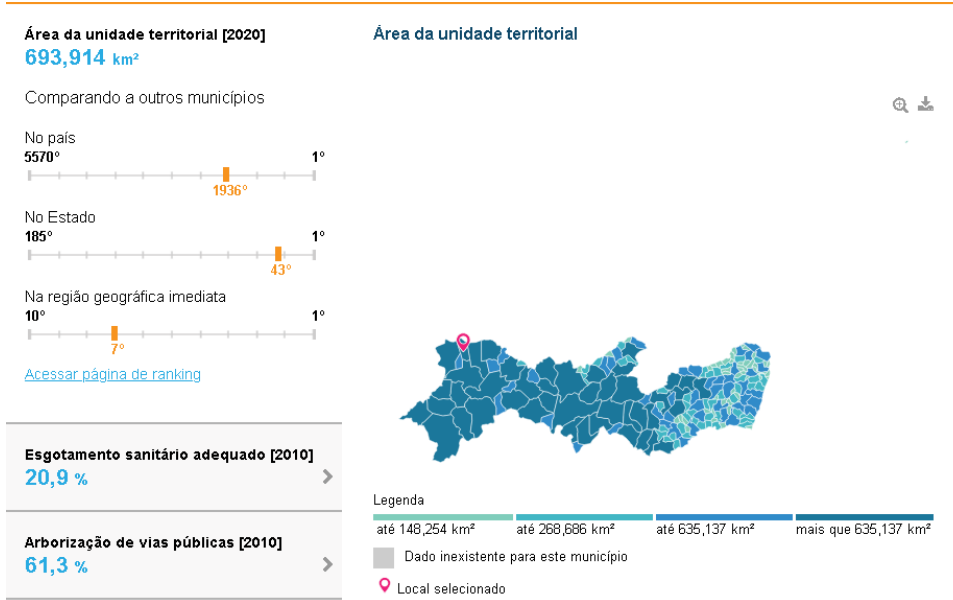 Área da unidade territorial [2020]
693,914 km²
Comparando a outros municípios
No país
5570° 1°
1936°
No Estado
185° 1°
43°
Na região geográfica imediata
10° 1°
7°
Acessar página de ranking
Esgotamento sanitário adequado [2010]
20,9 %
Arborização de vias públicas [2010]
61,3 %
Área da unidade territorial
Legenda
até 148,254 km² até 268,686 km² até 635,137 km² mais que 635,137 km²
Dado inexistente para este município
Local selecionado